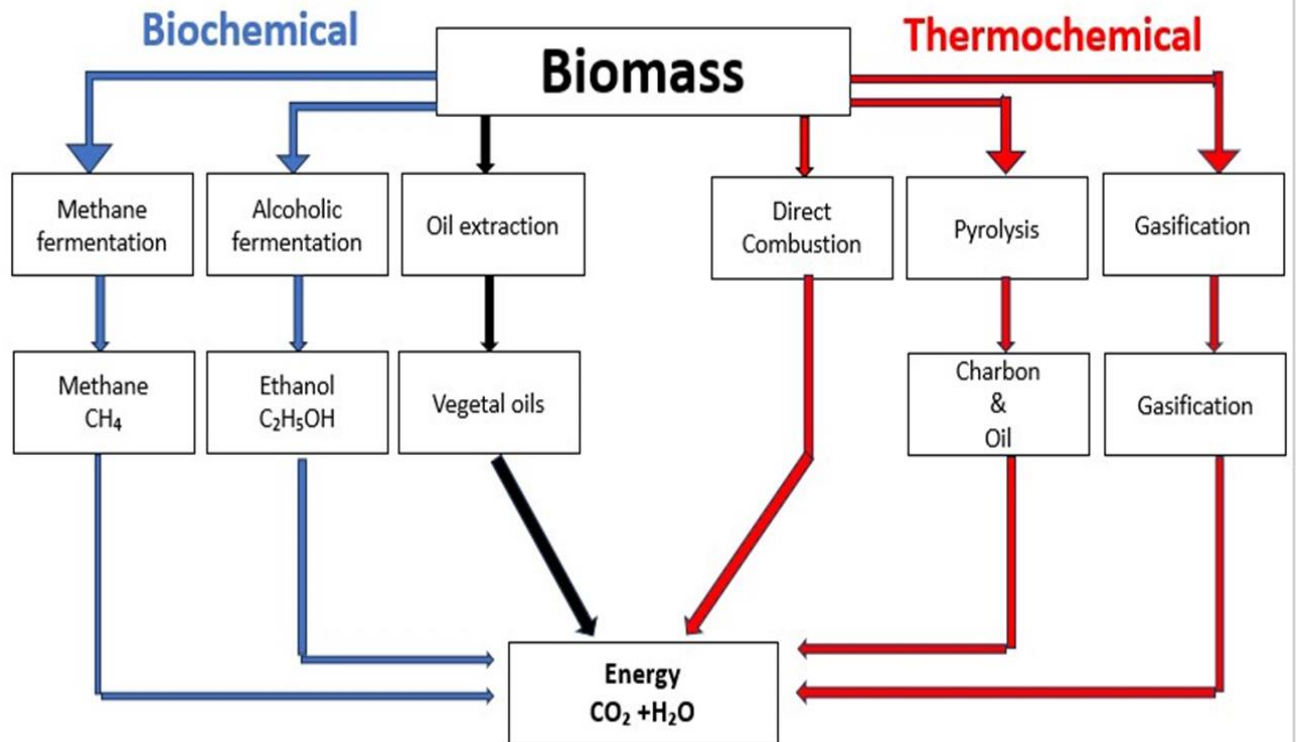 Biochemical
Biomass
Thermochemical
Methane
fermentation
Alcoholic
fermentation
Oil extraction
Direct
Combustion
Pyrolysis
Gasification
Methane
CH₄
Ethanol
C₂H₅OH
Vegetal oils
Charbon
&
Oil
Gasification
Energy
CO₂ +H₂O